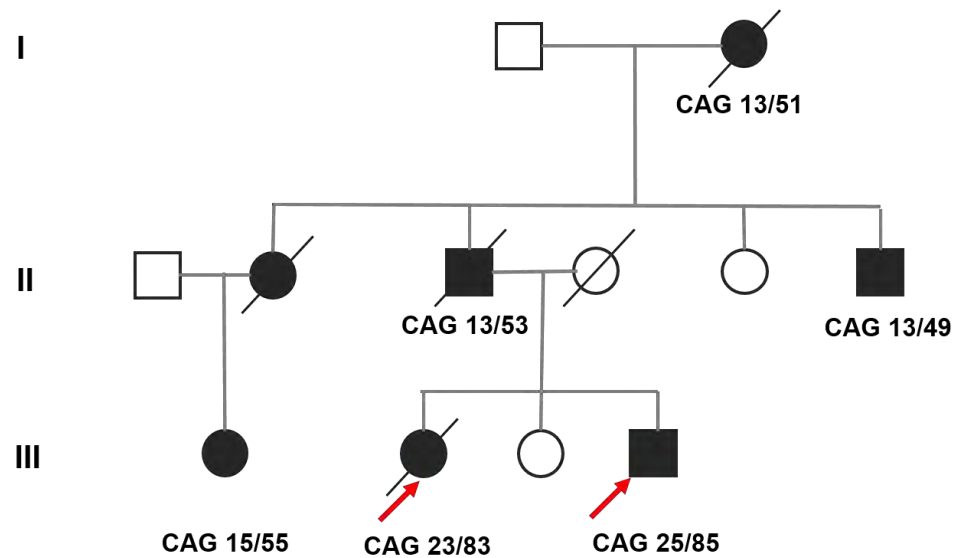 I
CAG 13/51
II
CAG 13/53
CAG 13/49
III
CAG 15/55
CAG 23/83
CAG 25/85